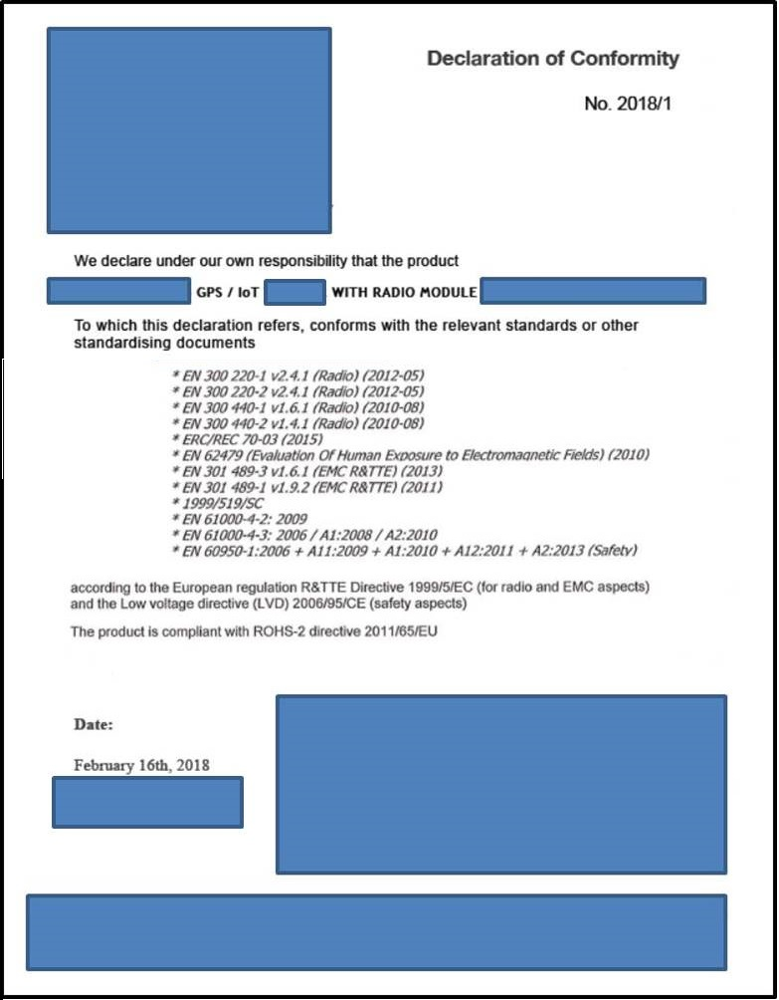 Declaration of Conformity
No. 2018/1
We declare under our own responsibility that the product
GPS / IoT WITH RADIO MODULE
To which this declaration refers, conforms with the relevant standards or other
standardising documents
* EN 300 220-1 v2.4.1 (Radio) (2012-05)
* EN 300 220-2 v2.4.1 (Radio) (2012-05)
* EN 300 440-1 v1.6.1 (Radio) (2010-08)
* EN 300 440-2 v1.4.1 (Radio) (2010-08)
* ERC/REC 70-03 (2015)
* EN 62479 (Evaluation Of Human Exposure to Electromagnetic Fields) (2010)
* EN 301 489-3 v1.6.1 (EMC R&TTE) (2013)
* EN 301 489-1 v1.9.2 (EMC R&TTE) (2011)
* 1999/519/SC
* EN 61000-4-2: 2009
* EN 61000-4-3: 2006 / A1:2008 / A2:2010
* EN 60950-1:2006 + A11:2009 + A1:2010 + A12:2011 + A2:2013 (Safety)
according to the European regulation R&TTE Directive 1999/5/EC (for radio and EMC aspects)
and the Low voltage directive (LVD) 2006/95/CE (safety aspects)
The product is compliant with ROHS-2 directive 2011/65/EU
Date:
February 16th, 2018